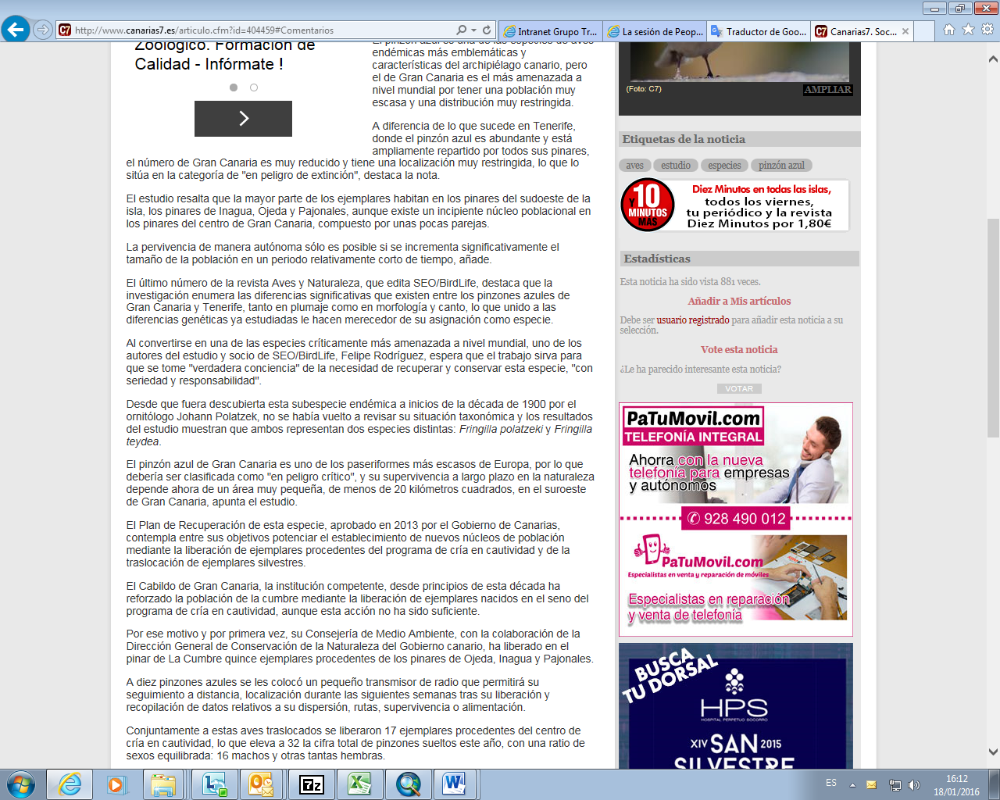 http://www.canarias7.es/articulo.cfm?id=404459#Comentarios
Intranet Grupo Tr...
La sesión de Peop...
Traductor de Goo...
Canarias7. Soc...
Zoológico. Formación de
Calidad - Infórmate !
El pinzón azul es una de las especies de aves
endémicas más emblemáticas y
características del archipiélago canario, pero
el de Gran Canaria es el más amenazada a
nivel mundial por tener una población muy
escasa y una distribución muy restringida.
A diferencia de lo que sucede en Tenerife,
donde el pinzón azul es abundante y está
ampliamente repartido por todos sus pinares,
el número de Gran Canaria es muy reducido y tiene una localización muy restringida, lo que lo
sitúa en la categoría de "en peligro de extinción", destaca la nota.
El estudio resalta que la mayor parte de los ejemplares habitan en los pinares del sudoeste de la
isla, los pinares de Inagua, Ojeda y Pajonales, aunque existe un incipiente núcleo poblacional en
los pinares del centro de Gran Canaria, compuesto por unas pocas parejas.
La pervivencia de manera autónoma sólo es posible si se incrementa significativamente el
tamaño de la población en un periodo relativamente corto de tiempo, añade.
El último número de la revista Aves y Naturaleza, que edita SEO/BirdLife, destaca que la
investigación enumera las diferencias significativas que existen entre los pinzones azules de
Gran Canaria y Tenerife, tanto en plumaje como en morfología y canto, lo que unido a las
diferencias genéticas ya estudiadas le hacen merecedor de su asignación como especie.
Al convertirse en una de las especies críticamente más amenazada a nivel mundial, uno de los
autores del estudio y socio de SEO/BirdLife, Felipe Rodríguez, espera que el trabajo sirva para
que se tome "verdadera conciencia" de la necesidad de recuperar y conservar esta especie, "con
seriedad y responsabilidad".
Desde que fuera descubierta esta subespecie endémica a inicios de la década de 1900 por el
ornitólogo Johann Polatzek, no se había vuelto a revisar su situación taxonómica y los resultados
del estudio muestran que ambos representan dos especies distintas: Fringilla polatzeki y Fringilla
teydea.
El pinzón azul de Gran Canaria es uno de los paseriformes más escasos de Europa, por lo que
debería ser clasificada como "en peligro crítico", y su supervivencia a largo plazo en la naturaleza
depende ahora de un área muy pequeña, de menos de 20 kilómetros cuadrados, en el suroeste
de Gran Canaria, apunta el estudio.
El Plan de Recuperación de esta especie, aprobado en 2013 por el Gobierno de Canarias,
contempla entre sus objetivos potenciar el establecimiento de nuevos núcleos de población
mediante la liberación de ejemplares procedentes del programa de cría en cautividad y de la
traslocación de ejemplares silvestres.
El Cabildo de Gran Canaria, la institución competente, desde principios de esta década ha
reforzado la población de la cumbre mediante la liberación de ejemplares nacidos en el seno del
programa de cría en cautividad, aunque esta acción no ha sido suficiente.
Por ese motivo y por primera vez, su Consejería de Medio Ambiente, con la colaboración de la
Dirección General de Conservación de la Naturaleza del Gobierno canario, ha liberado en el
pinar de La Cumbre quince ejemplares procedentes de los pinares de Ojeda, Inagua y Pajonales.
A diez pinzones azules se les colocó un pequeño transmisor de radio que permitirá su
seguimiento a distancia, localización durante las siguientes semanas tras su liberación y
recopilación de datos relativos a su dispersión, rutas, supervivencia o alimentación.
Conjuntamente a estas aves traslocados se liberaron 17 ejemplares procedentes del centro de
cría en cautividad, lo que eleva a 32 la cifra total de pinzones sueltos este año, con una ratio de
sexos equilibrada: 16 machos y otras tantas hembras.
(Foto: C7)
AMPLIAR
Etiquetas de la noticia
aves estudio especies pinzón azul
Y 10
MINUTOS
MÁS
Diez Minutos en todas las islas,
todos los viernes,
tu periódico y la revista
Diez Minutos por 1,80€
Estadísticas
Esta noticia ha sido vista 881 veces.
Añadir a Mis artículos
Debe ser usuario registrado para añadir esta noticia a su
selección.
Vote esta noticia
¿Le ha parecido interesante esta noticia?
VOTAR
PaTuMovil.com
TELEFONÍA INTEGRAL
Ahorra con la nueva
telefonía para empresas
y autónomos
928 490 012
PaTuMovil.com
Especialistas en venta y reparación de móviles
Especialistas en reparación
y venta de telefonía
BUSCA
TU DORSAL
HPS
HOSPITAL PERPETUO SOCORRO
XIV SAN 2015
SILVESTRE
ES
16:12
18/01/2016